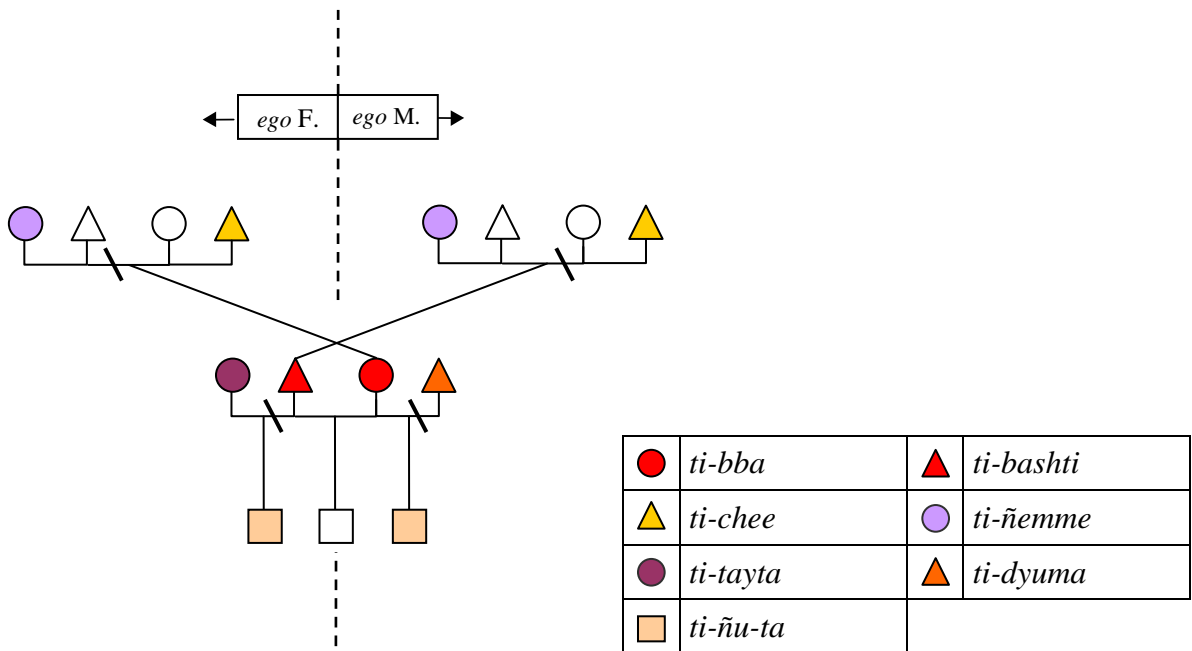 ego F. ego M.
ti-bba ti-bashti
ti-chee ti-ñemme
ti-tayta ti-dyuma
ti-ñu-ta